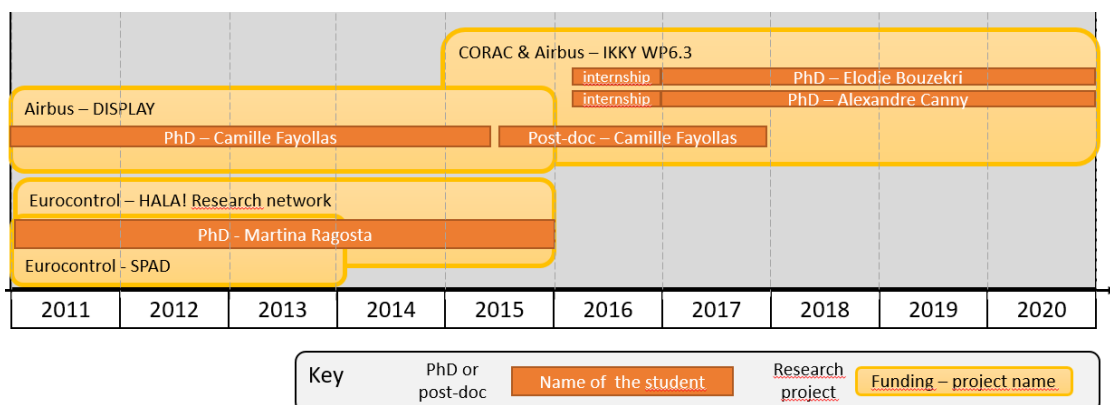 CORAC & Airbus – IKKY WP6.3
internship
PhD – Elodie Bouzekri
internship
PhD – Alexandre Canny
Airbus – DISPLAY
PhD – Camille Fayollas
Post-doc – Camille Fayollas
Eurocontrol – HALA! Research network
PhD - Martina Ragosta
Eurocontrol - SPAD
2011 2012 2013 2014 2015 2016 2017 2018 2019 2020
Key
PhD or
post-doc
Name of the student
Research
project
Funding – project name